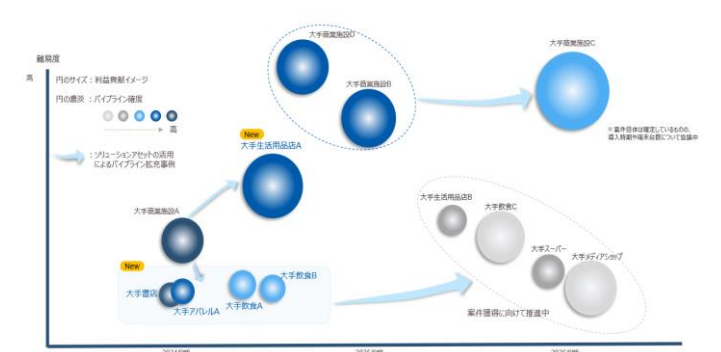 難易度
高
円のサイズ：利益貢献イメージ
円の濃淡：パイプライン確度
高
：ソリューションアセットの活用
によるパイプライン拡充事例
大手商業施設D
大手商業施設B
大手商業施設C
※案件自体は確定しているものの、
導入時期や端末台数について協議中
New
大手生活用品店A
大手商業施設A
New
大手書店
大手アパレルA
大手飲食A
大手飲食B
大手生活用品店B
大手飲食C
大手スーパー
大手メディアショップ
案件獲得に向けて推進中